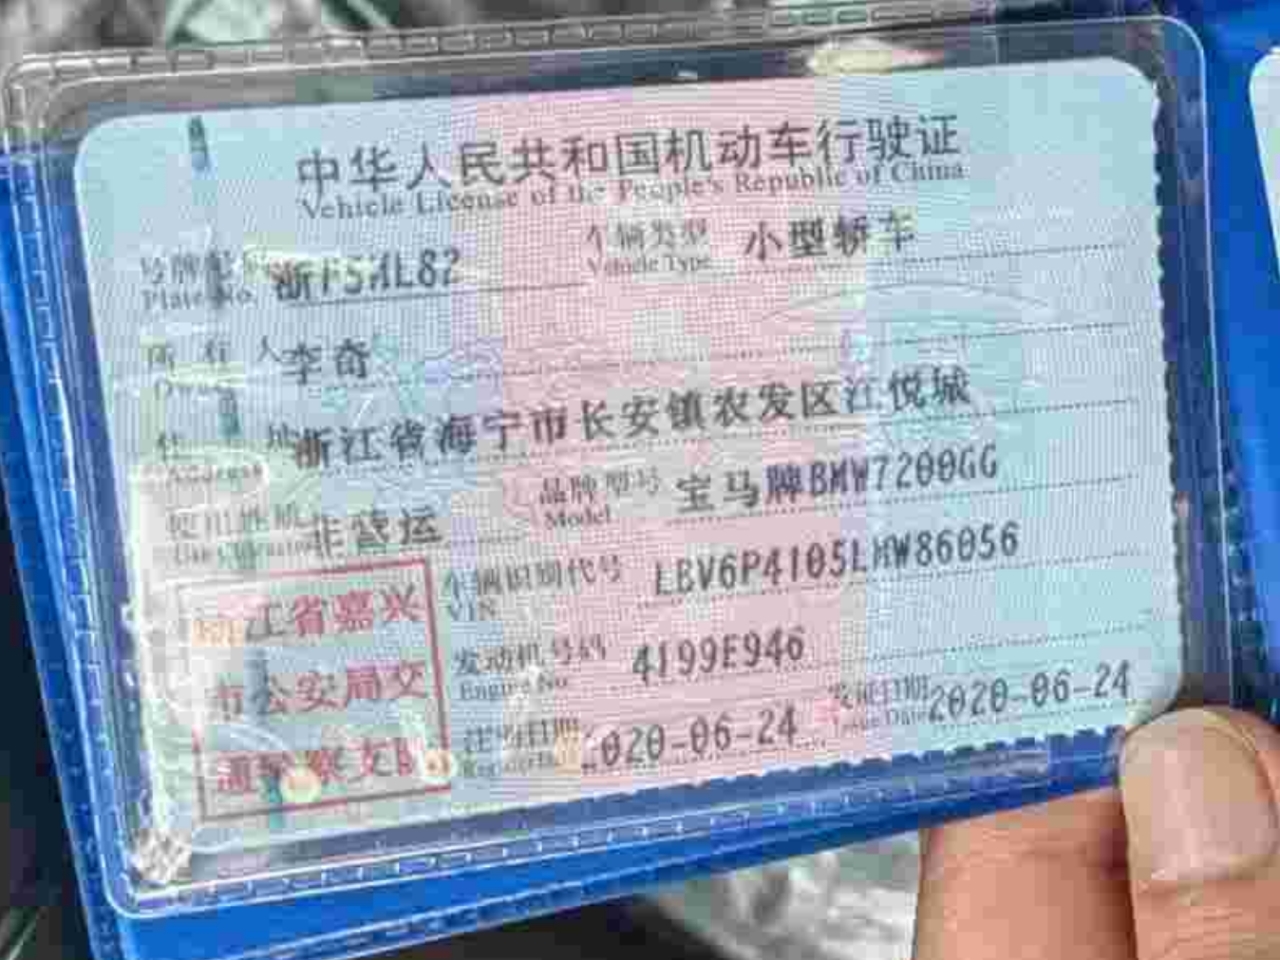 中华人民共和国机动车行驶证
Vehicle License of the People's Republic of China
号牌号码 浙F5ML82 车辆类型 小型轿车
Plate No. Vehicle Type
所有人 李奇
Owner
住址 浙江省海宁市长安镇农发区江悦城
Address
使用性质 非营运 品牌型号 宝马牌BMW7200GG
Use Character Model
车辆识别代号 LBV6P4105LMW86056
VIN
发动机号码 4199E946
Engine No.
注册日期 2020-06-24 发证日期 2020-06-24
Register Date Issue Date
浙江省嘉兴
市公安局交
通警察支队